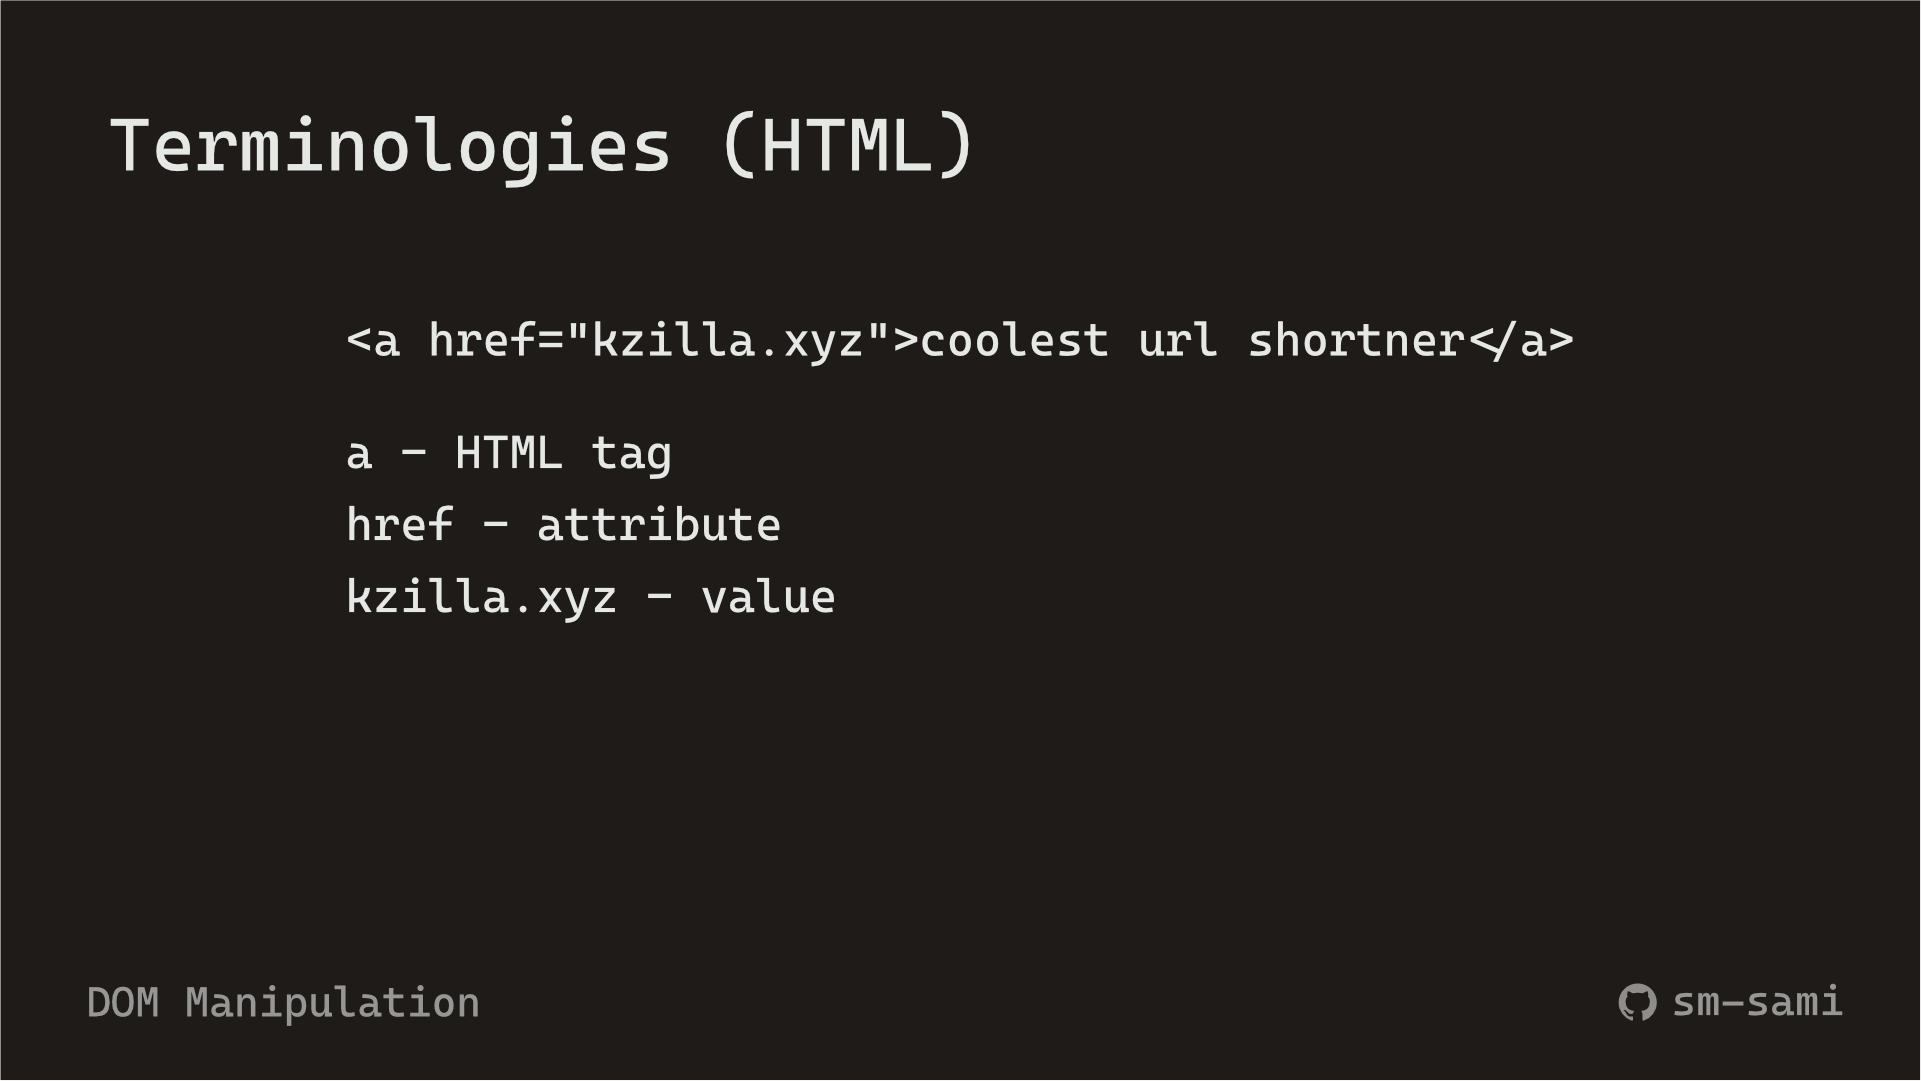 Terminologies (HTML)
<a href="kzilla.xyz">coolest url shortner</a>
a - HTML tag
href - attribute
kzilla.xyz - value
DOM Manipulation
sm-sami